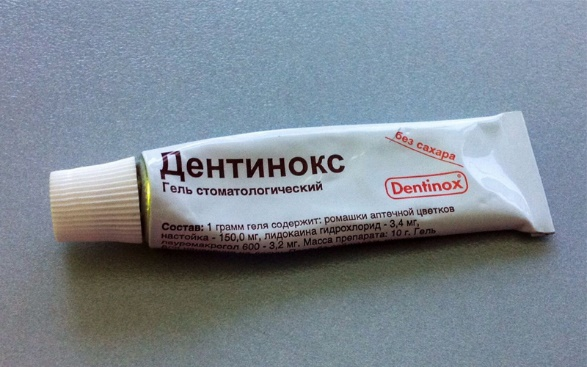 без сахара
Дентинокс
Гель стоматологический
Dentinox®
Состав: 1 грамм геля содержит: ромашки аптечной цветков
настойка - 150,0 мг, лидокаина гидрохлорид - 3,4 мг,
лауромакрогол 600 - 3,2 мг. Масса препарата: 10 г. Гель